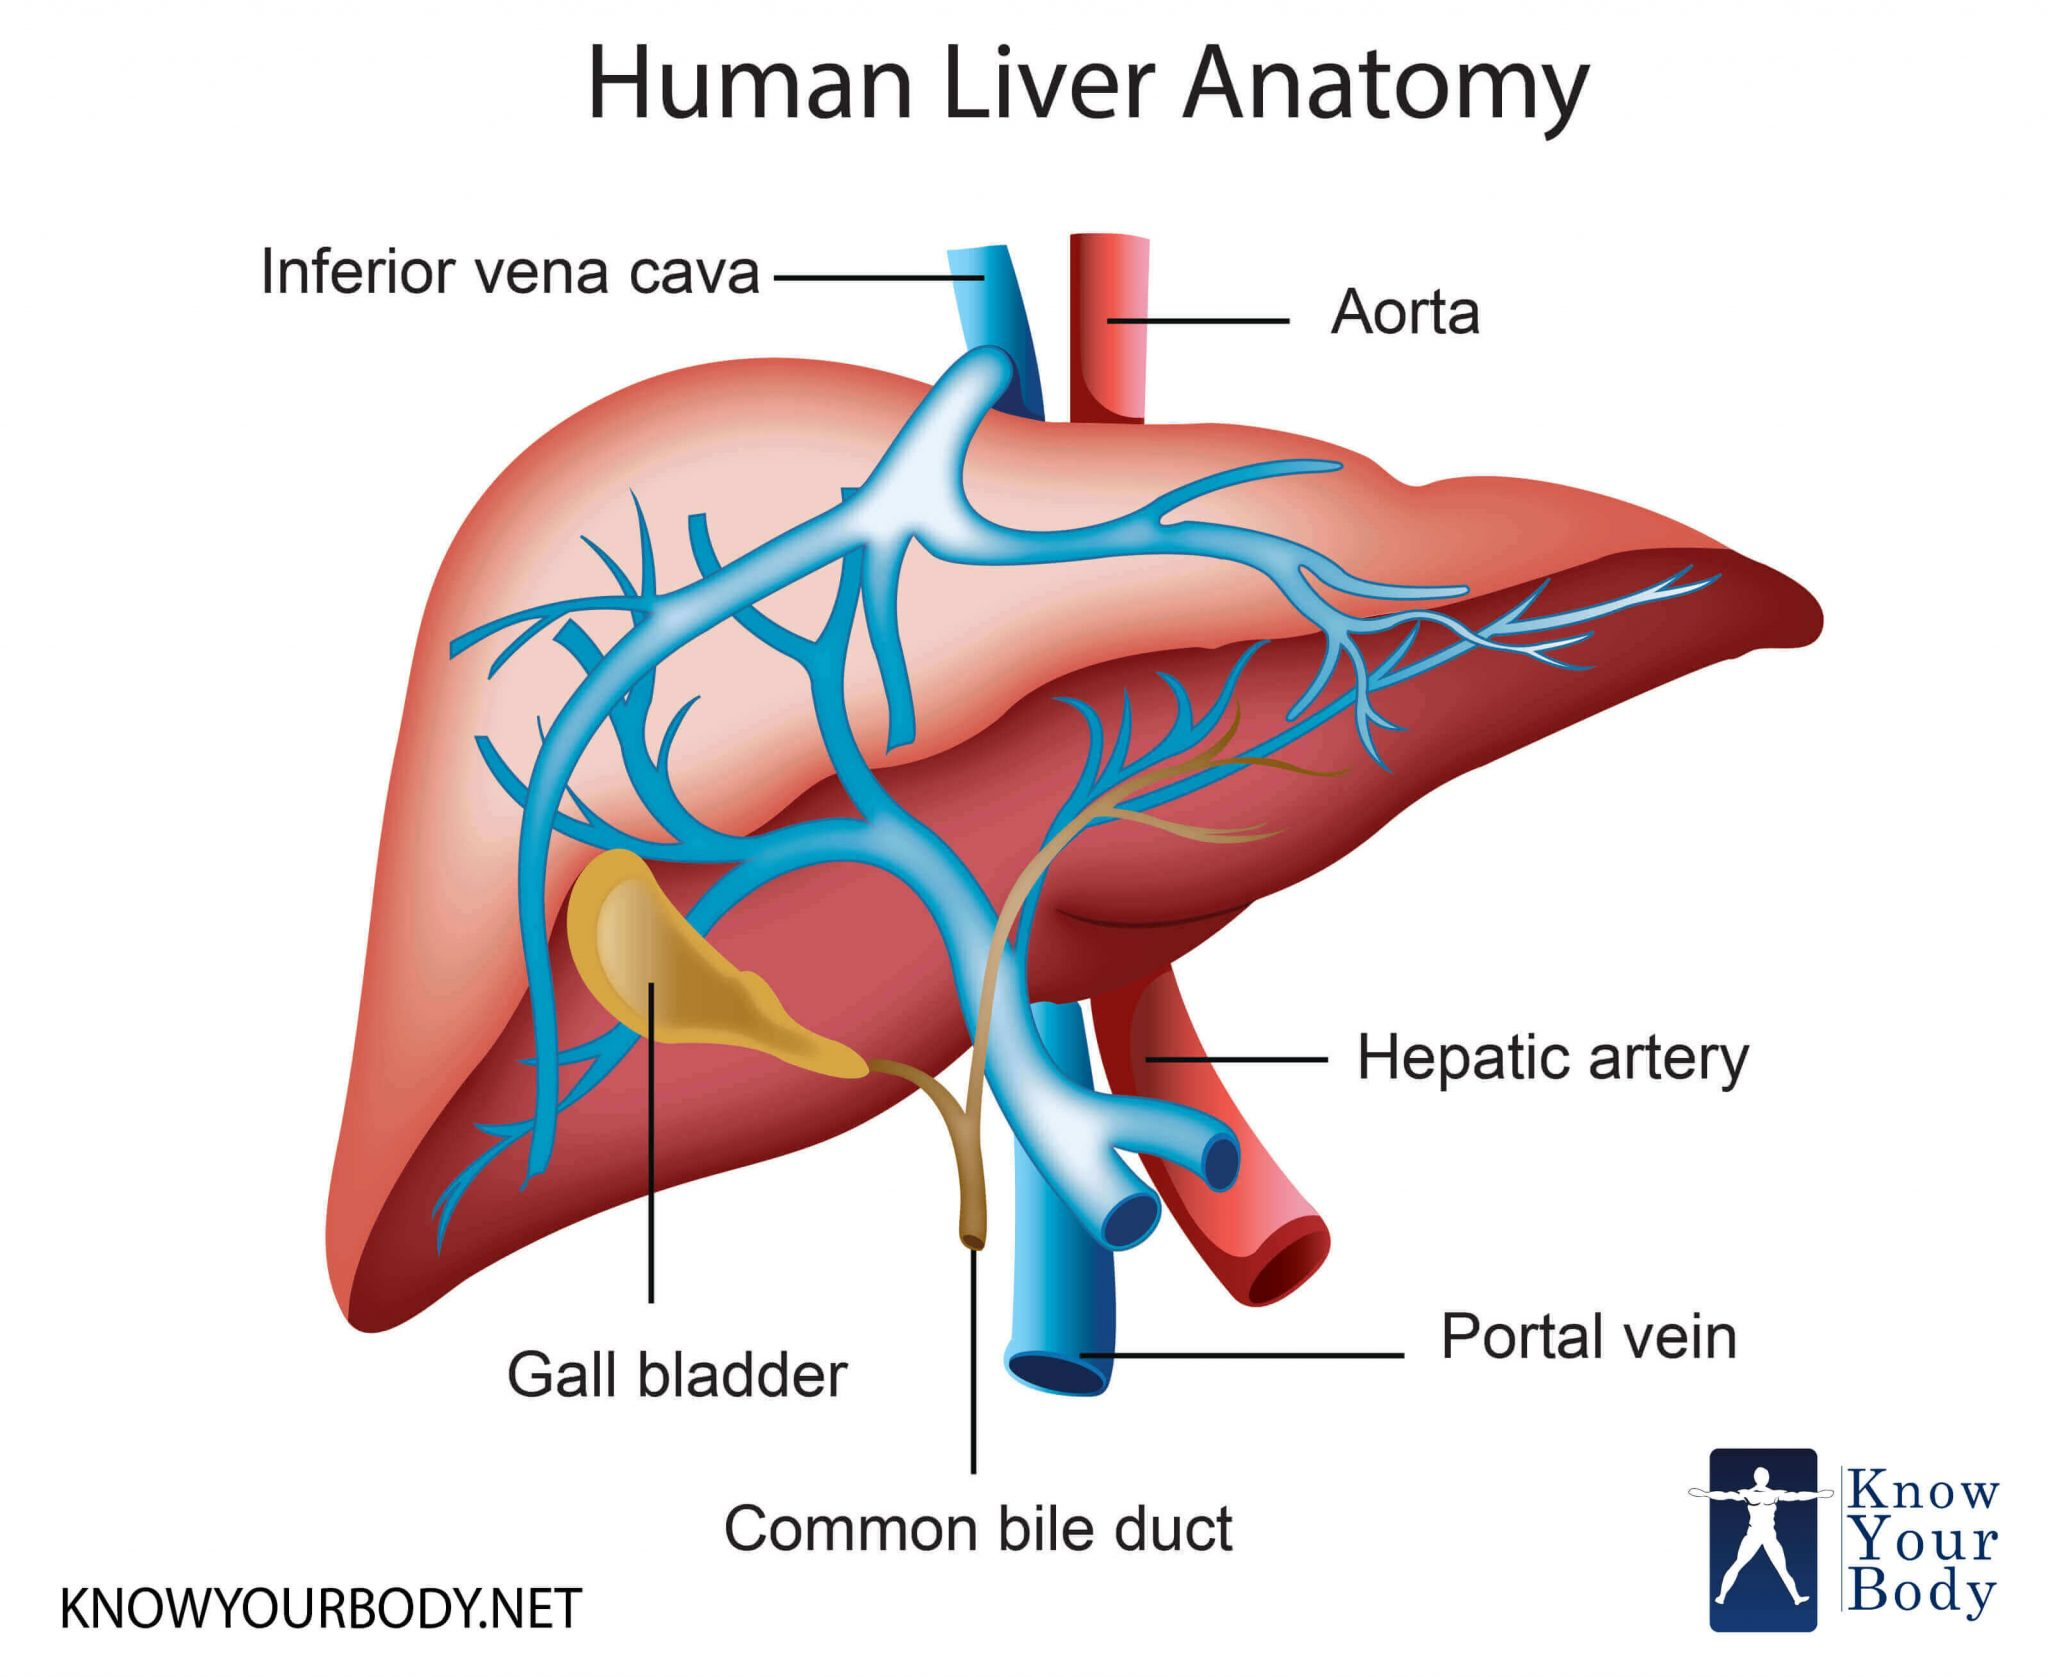 Human Liver Anatomy
Inferior vena cava
Aorta
Hepatic artery
Portal vein
Gall bladder
Common bile duct
KNOWYOURBODY.NET
Know
Your
Body